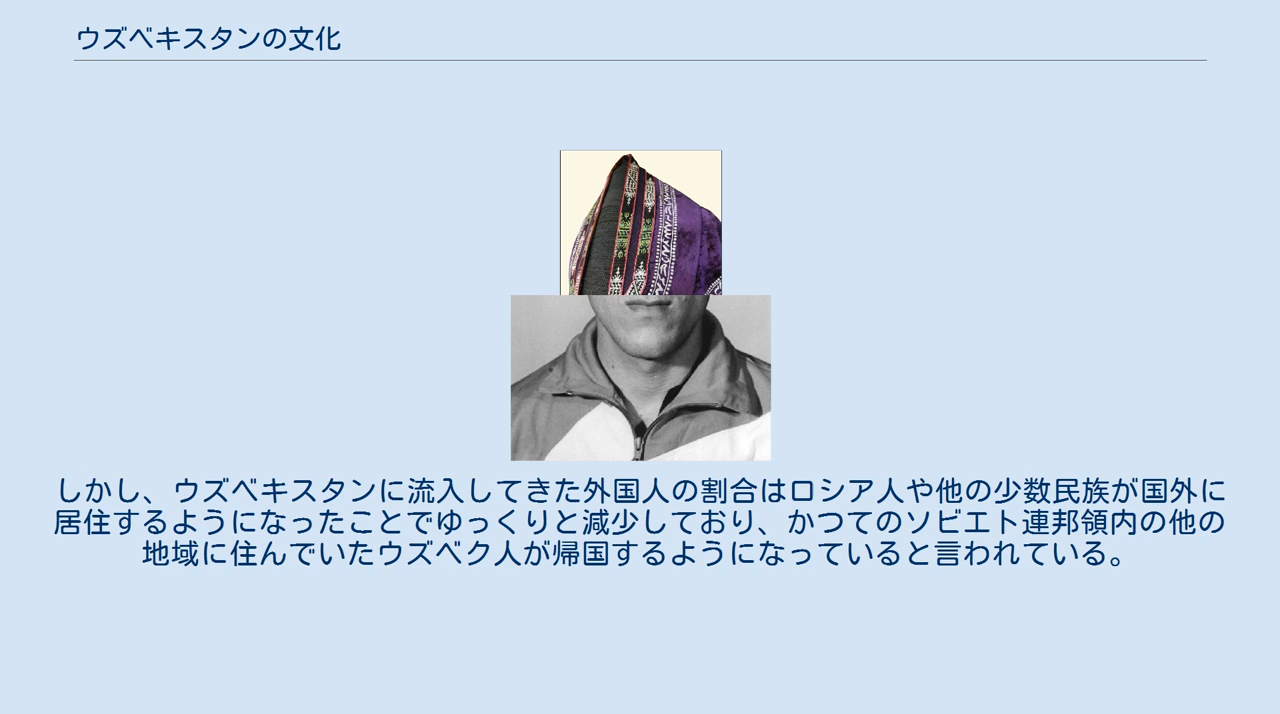 ウズベキスタンの文化
しかし、ウズベキスタンに流入してきた外国人の割合はロシア人や他の少数民族が国外に
居住するようになったことでゆっくりと減少しており、かつてのソビエト連邦領内の他の
地域に住んでいたウズベク人が帰国するようになっていると言われている。